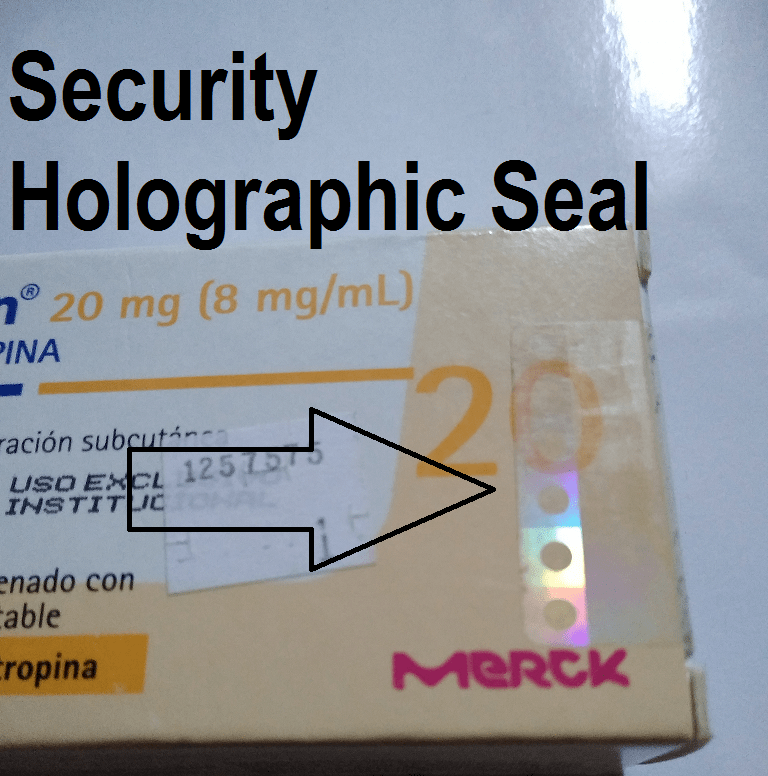 Security
Holographic Seal
n® 20 mg (8 mg/mL)
PINA
20
ración subcutánea
1257575
USO EXCL
INSTITUCIONAL
enado con
table
tropina
MERCK